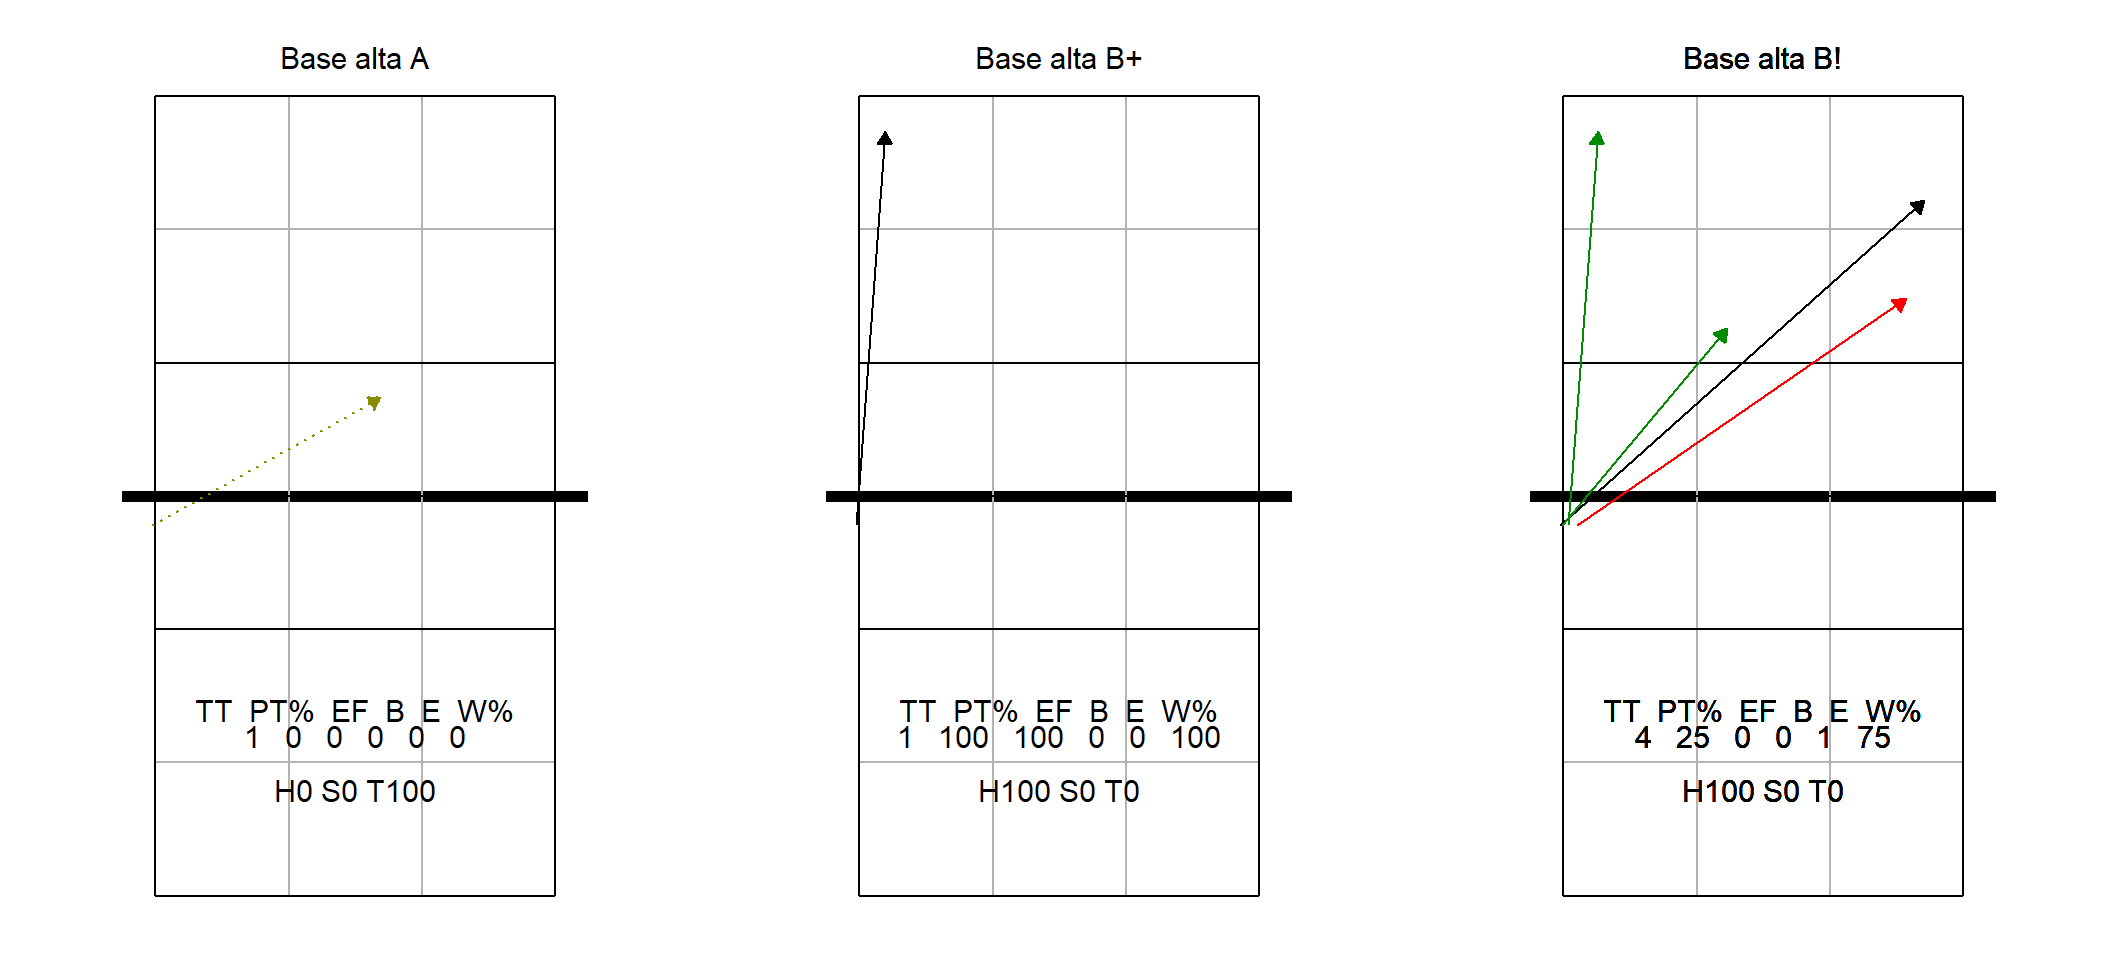 Base alta A
TT PT% EF B E W%
1 0 0 0 0 0
H0 S0 T100
Base alta B+
TT PT% EF B E W%
1 100 100 0 0 100
H100 S0 T0
Base alta B!
TT PT% EF B E W%
4 25 0 0 1 75
H100 S0 T0